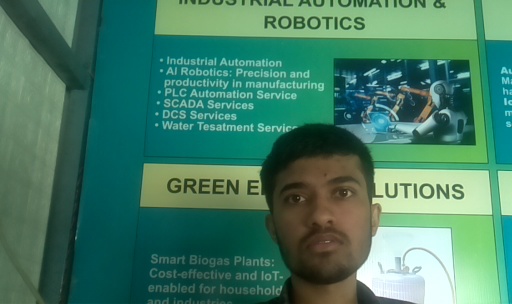 INDUSTRIAL AUTOMATION &
ROBOTICS
• Industrial Automation
• AI Robotics: Precision and
productivity in manufacturing
• PLC Automation Service
• SCADA Services
• DCS Services
• Water Tesatment Servic
GREEN E LUTIONS
Smart Biogas Plants:
Cost-effective and IoT-
enabled for household
and industries